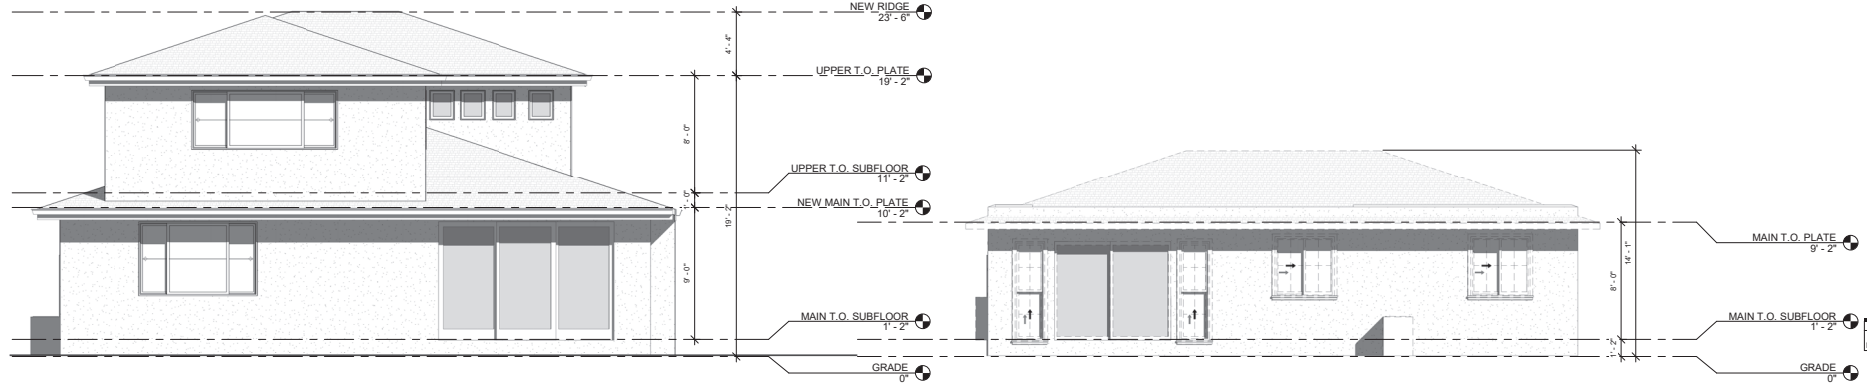 NEW RIDGE
23' - 6"
4' - 4"
UPPER T.O. PLATE
19' - 2"
8' - 0"
UPPER T.O. SUBFLOOR
11' - 2"
1' - 0"
NEW MAIN T.O. PLATE
10' - 2"
19' - 2"
9' - 0"
MAIN T.O. SUBFLOOR
1' - 2"
GRADE
0"
MAIN T.O. PLATE
9' - 2"
14' - 1"
8' - 0"
MAIN T.O. SUBFLOOR
1' - 2"
1' - 2"
GRADE
0"